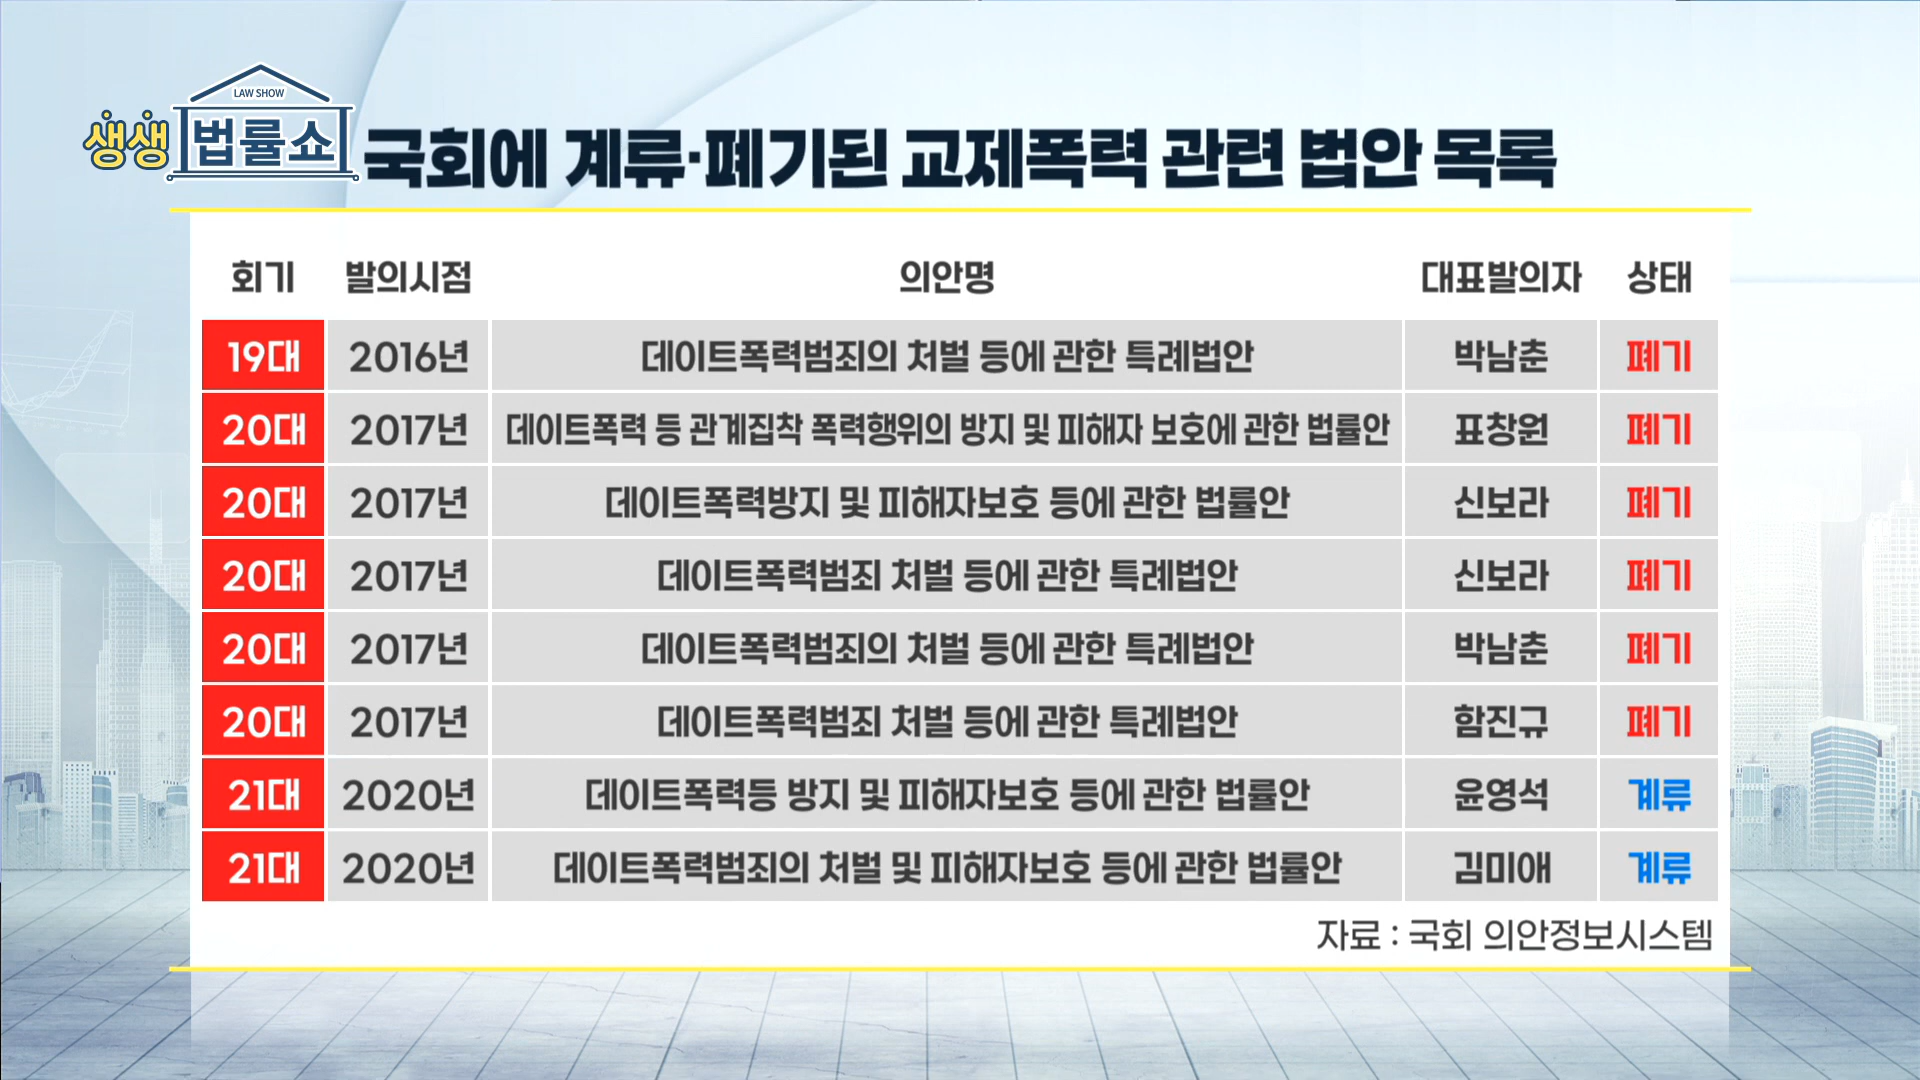 LAW SHOW
생생 법률쇼
국회에 계류·폐기된 교제폭력 관련 법안 목록
회기 발의시점 의안명 대표발의자 상태
19대 2016년 데이트폭력범죄의 처벌 등에 관한 특례법안 박남춘 폐기
20대 2017년 데이트폭력 등 관계집착 폭력행위의 방지 및 피해자 보호에 관한 법률안 표창원 폐기
20대 2017년 데이트폭력방지 및 피해자보호 등에 관한 법률안 신보라 폐기
20대 2017년 데이트폭력범죄 처벌 등에 관한 특례법안 신보라 폐기
20대 2017년 데이트폭력범죄의 처벌 등에 관한 특례법안 박남춘 폐기
20대 2017년 데이트폭력범죄 처벌 등에 관한 특례법안 함진규 폐기
21대 2020년 데이트폭력등 방지 및 피해자보호 등에 관한 법률안 윤영석 계류
21대 2020년 데이트폭력범죄의 처벌 및 피해자보호 등에 관한 법률안 김미애 계류
자료 : 국회 의안정보시스템